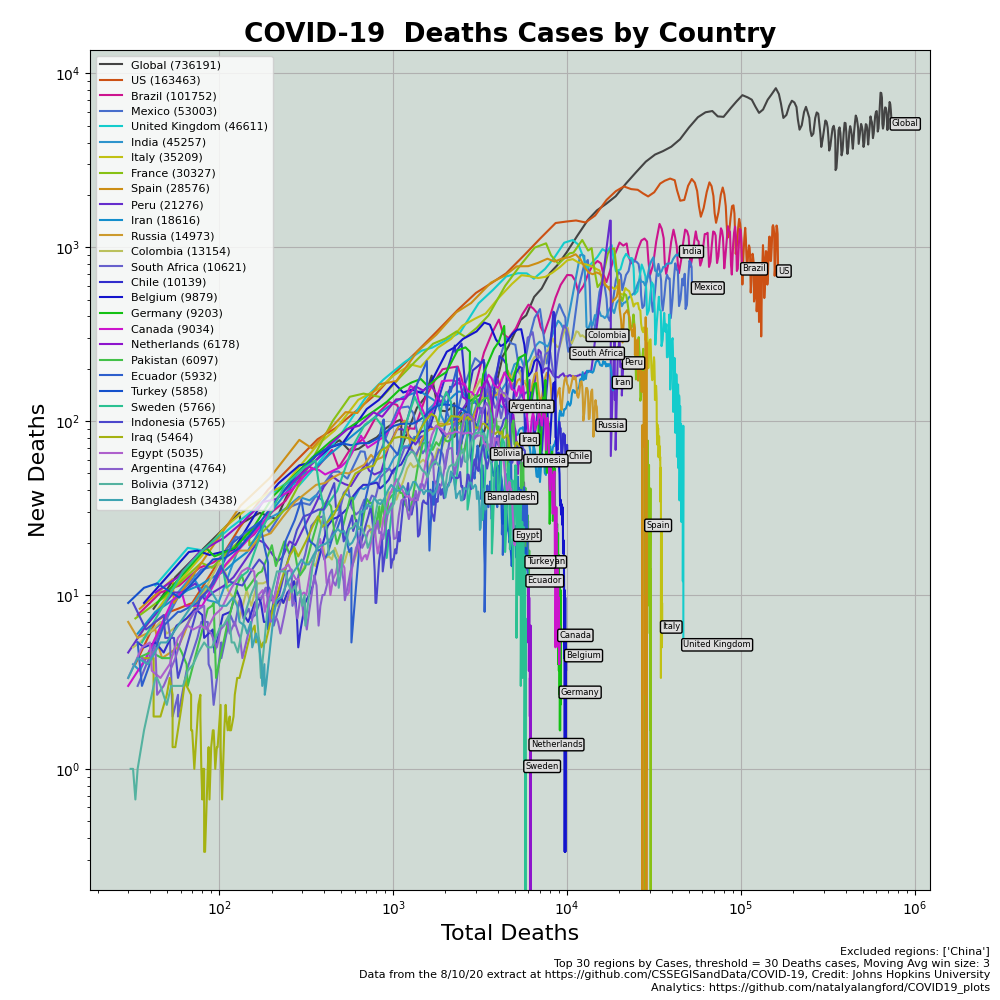 COVID-19  Deaths Cases by Country
Global (736191)
US (163463)
Brazil (101752)
Mexico (53003)
United Kingdom (46611)
India (45257)
Italy (35209)
France (30327)
Spain (28576)
Peru (21276)
Iran (18616)
Russia (14973)
Colombia (13154)
South Africa (10621)
Chile (10139)
Belgium (9879)
Germany (9203)
Canada (9034)
Netherlands (6178)
Pakistan (6097)
Ecuador (5932)
Turkey (5858)
Sweden (5766)
Indonesia (5765)
Iraq (5464)
Egypt (5035)
Argentina (4764)
Bolivia (3712)
Bangladesh (3438)
10⁴
10³
10²
10¹
10⁰
New Deaths
Global
India
Brazil
US
Mexico
Colombia
South Africa
Peru
Iran
Argentina
Russia
Iraq
Bolivia
Indonesia
Chile
Bangladesh
Spain
Egypt
Turkey
Ecuador
Italy
Canada
United Kingdom
Belgium
Germany
Netherlands
Sweden
10²
10³
10⁴
10⁵
10⁶
Total Deaths
Excluded regions: ['China']
Top 30 regions by Cases, threshold = 30 Deaths cases, Moving Avg win size: 3
Data from the 8/10/20 extract at https://github.com/CSSEGISandData/COVID-19, Credit: Johns Hopkins University
Analytics: https://github.com/natalyalangford/COVID19_plots